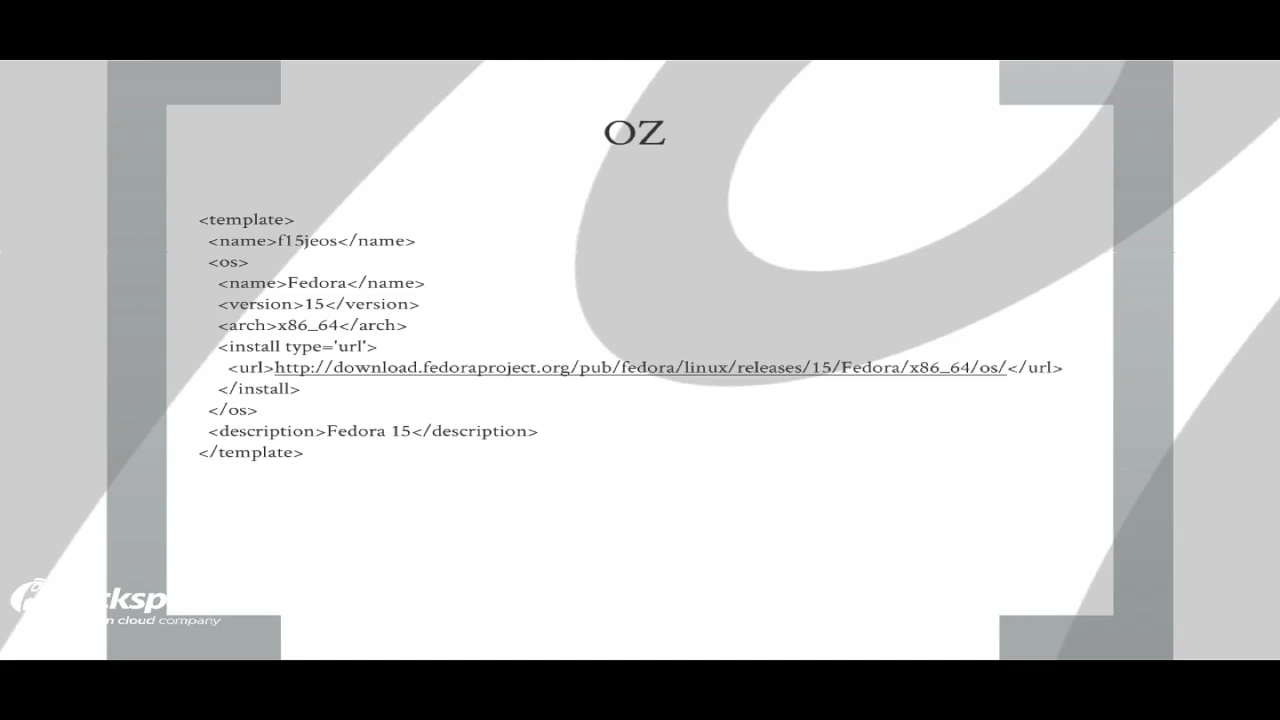 OZ
<template>
<name>f15jeos</name>
<os>
<name>Fedora</name>
<version>15</version>
<arch>x86_64</arch>
<install type='url'>
<url>http://download.fedoraproject.org/pub/fedora/linux/releases/15/Fedora/x86_64/os/</url>
</install>
</os>
<description>Fedora 15</description>
</template>
cloud company